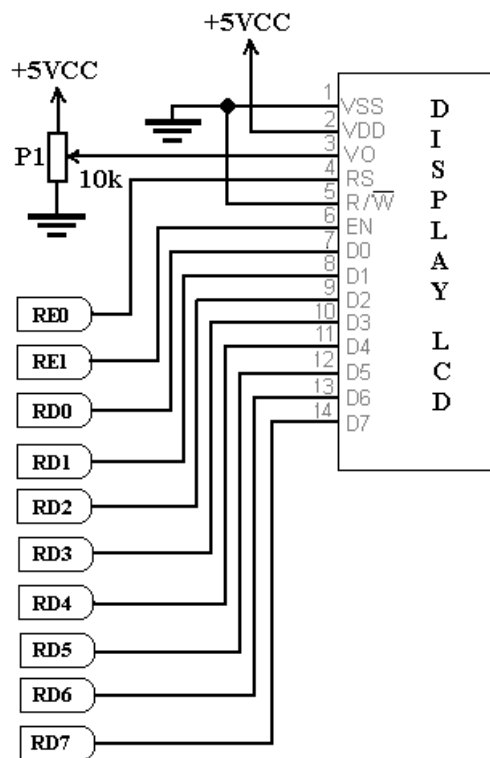 +5VCC
+5VCC
P1
10k
1 VSS
2 VDD
3 VO
4 RS
5 R/W̅
6 EN
7 D0
8 D1
9 D2
10 D3
11 D4
12 D5
13 D6
14 D7
DISPLAY LCD
RE0
RE1
RD0
RD1
RD2
RD3
RD4
RD5
RD6
RD7